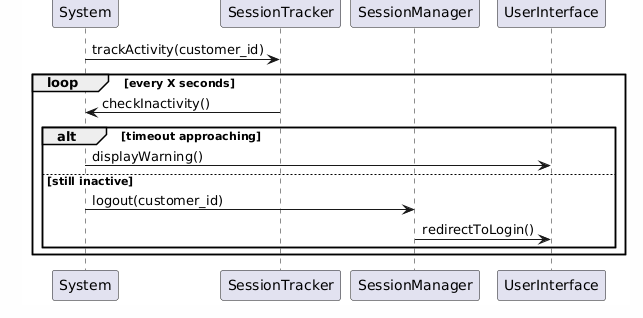 System SessionTracker SessionManager UserInterface
trackActivity(customer_id)
loop [every X seconds]
checkInactivity()
alt [timeout approaching]
displayWarning()
[still inactive]
logout(customer_id)
redirectToLogin()
System SessionTracker SessionManager UserInterface